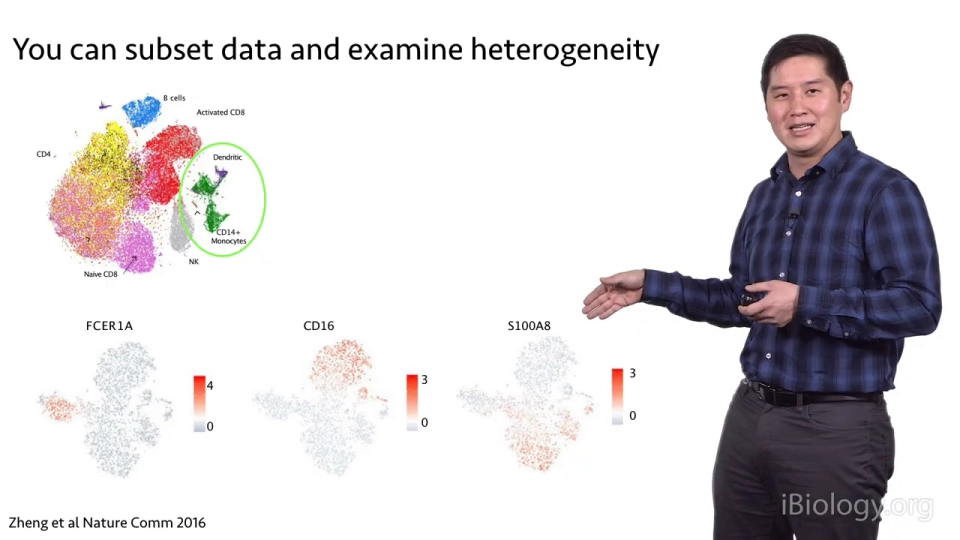 You can subset data and examine heterogeneity
B cells
Activated CD8
CD4
Dendritic
CD14+
Monocytes
NK
Naive CD8
FCER1A
CD16
S100A8
4
0
3
0
3
0
Zheng et al Nature Comm 2016
iBiology.org